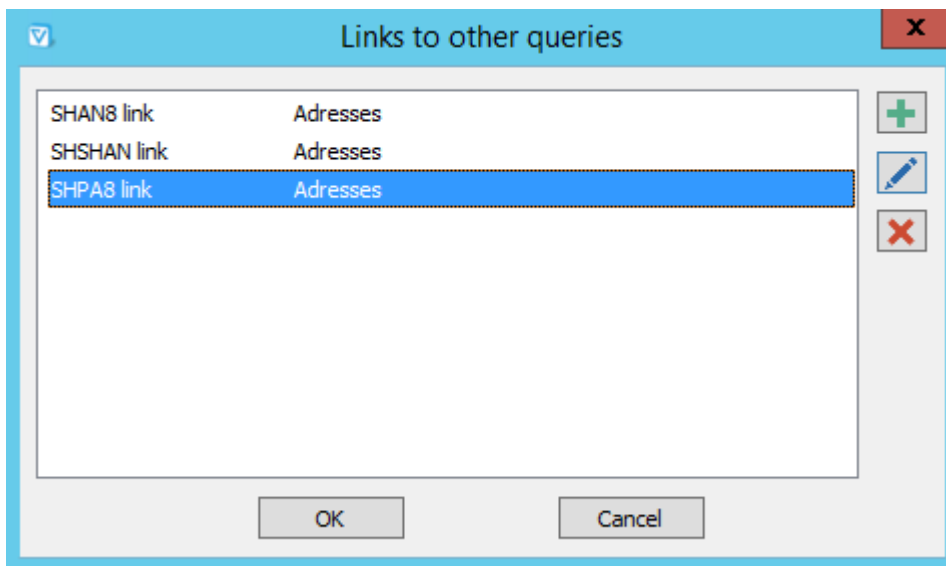 Links to other queries
x
SHAN8 link Adresses
SHSHAN link Adresses
SHPA8 link Adresses
OK Cancel